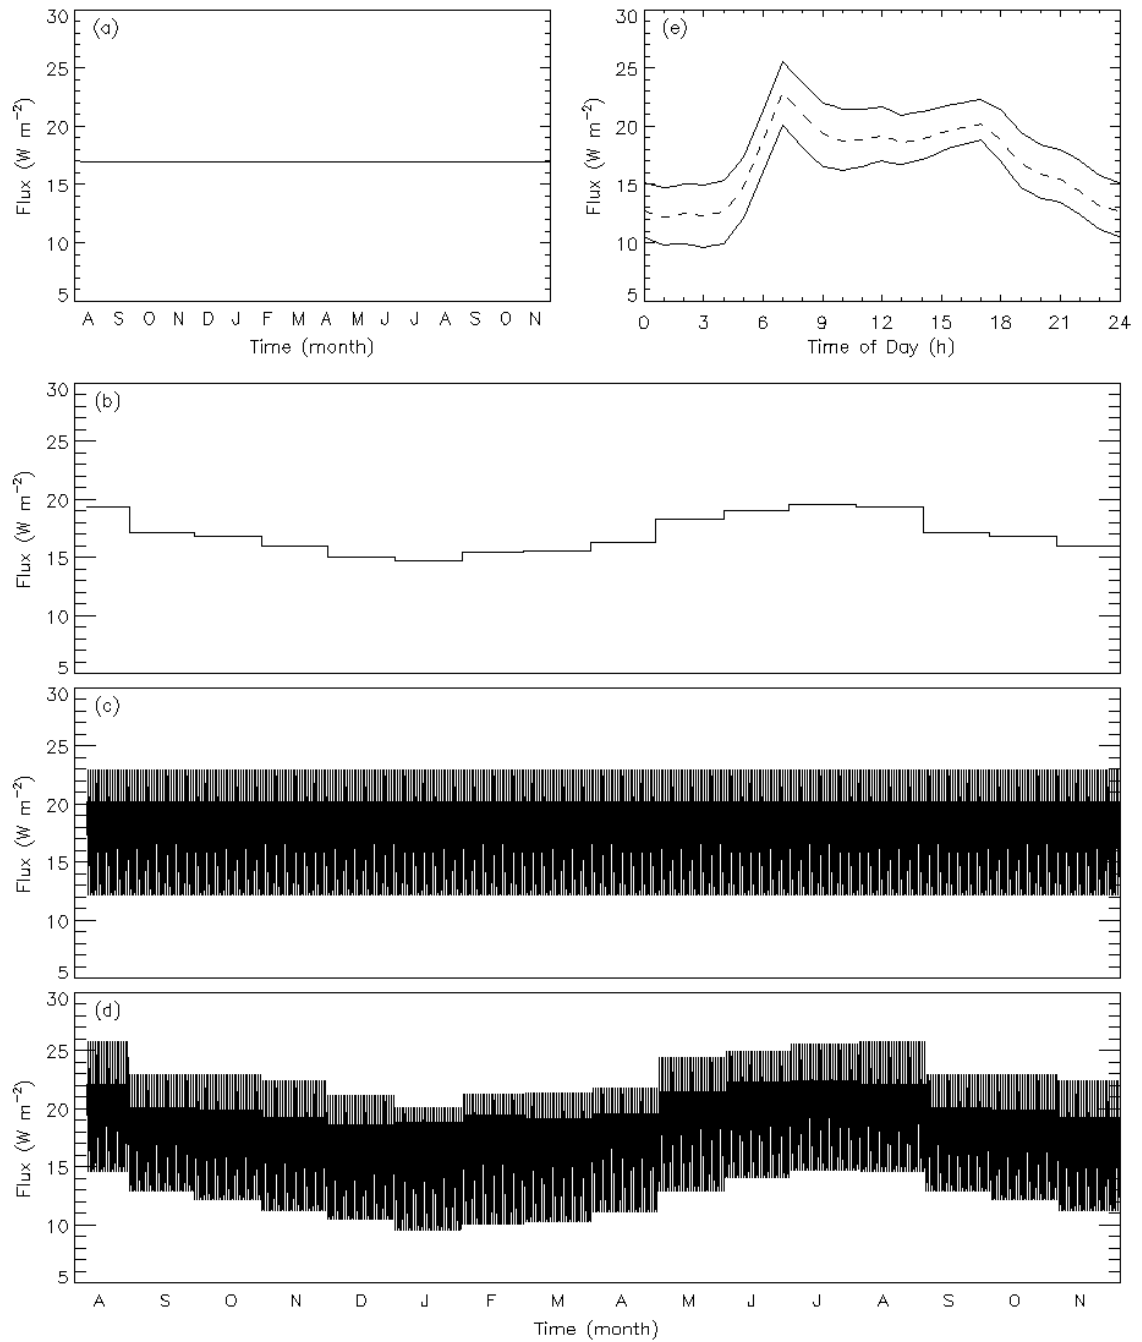 (a)
30
25
20
15
10
5
Flux (W m⁻²)
A S O N D J F M A M J J A S O N
Time (month)
(e)
30
25
20
15
10
5
Flux (W m⁻²)
0 3 6 9 12 15 18 21 24
Time of Day (h)
(b)
30
25
20
15
10
5
Flux (W m⁻²)
(c)
30
25
20
15
10
5
Flux (W m⁻²)
(d)
30
25
20
15
10
5
Flux (W m⁻²)
A S O N D J F M A M J J A S O N
Time (month)